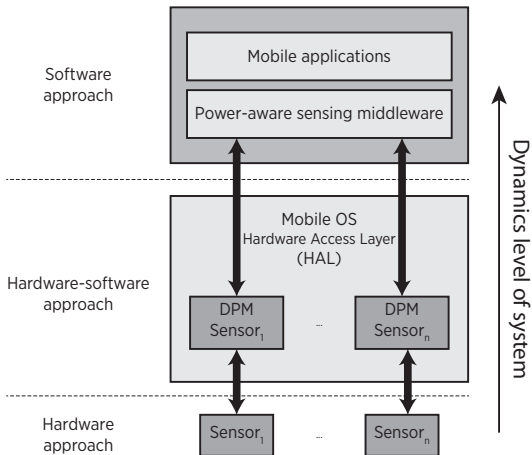 Software
approach
Mobile applications
Power-aware sensing middleware
Hardware-software
approach
Mobile OS
Hardware Access Layer
(HAL)
DPM
Sensor₁
...
DPM
Sensorₙ
Hardware
approach
Sensor₁
...
Sensorₙ
Dynamics level of system